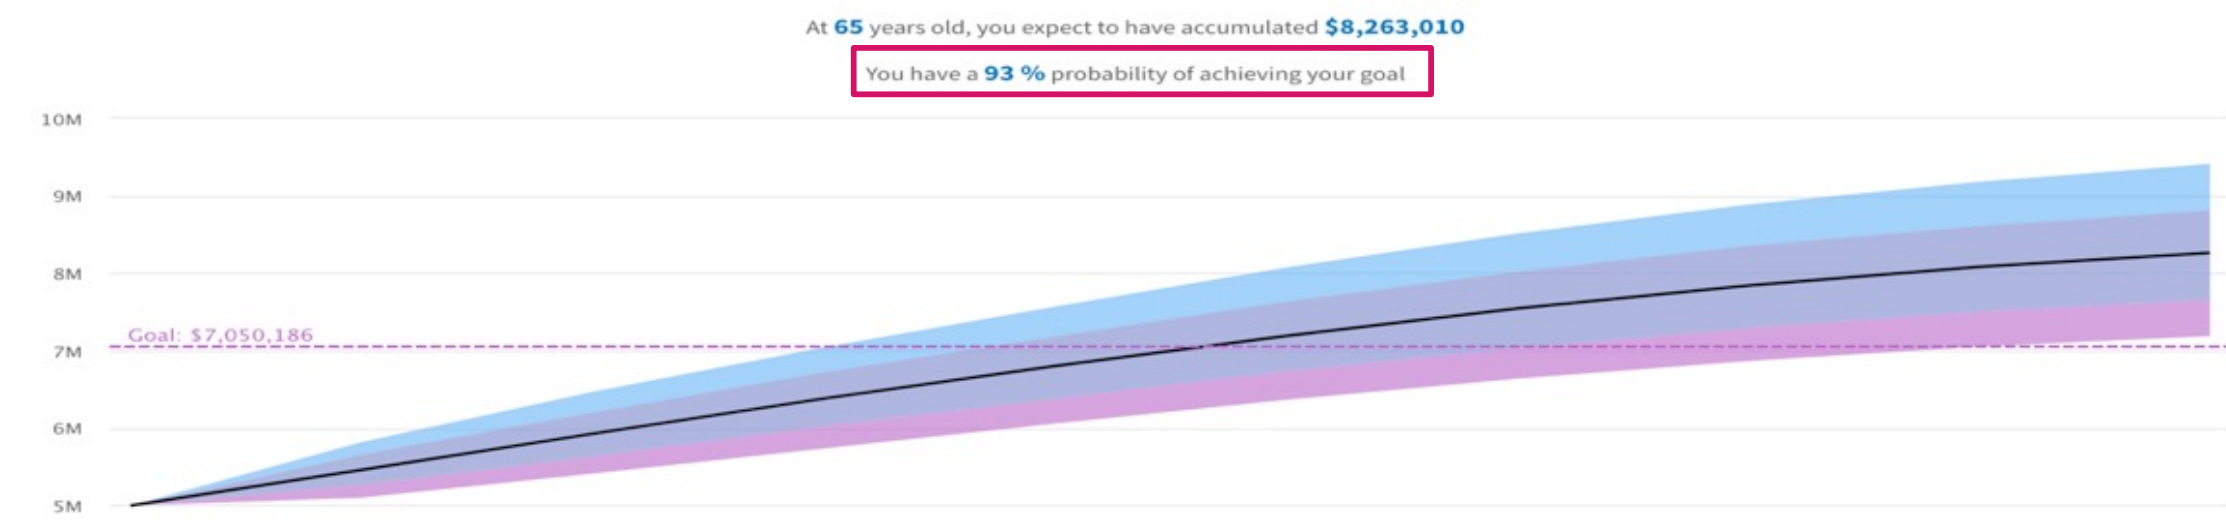 At 65 years old, you expect to have accumulated $8,263,010
You have a 93 % probability of achieving your goal
10M
9M
8M
Goal: $7,050,186
7M
6M
5M